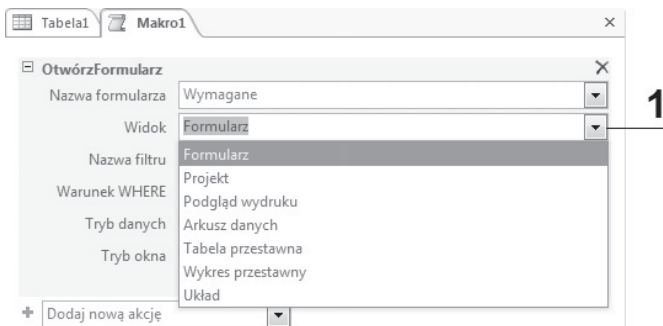 Tabela1 Makro1
OtwórzFormularz
Nazwa formularza Wymagane
1
Widok Formularz
Nazwa filtru Formularz
Projekt
Warunek WHERE Podgląd wydruku
Tryb danych Arkusz danych
Tabela przestawna
Tryb okna Wykres przestawny
Układ
Dodaj nową akcję